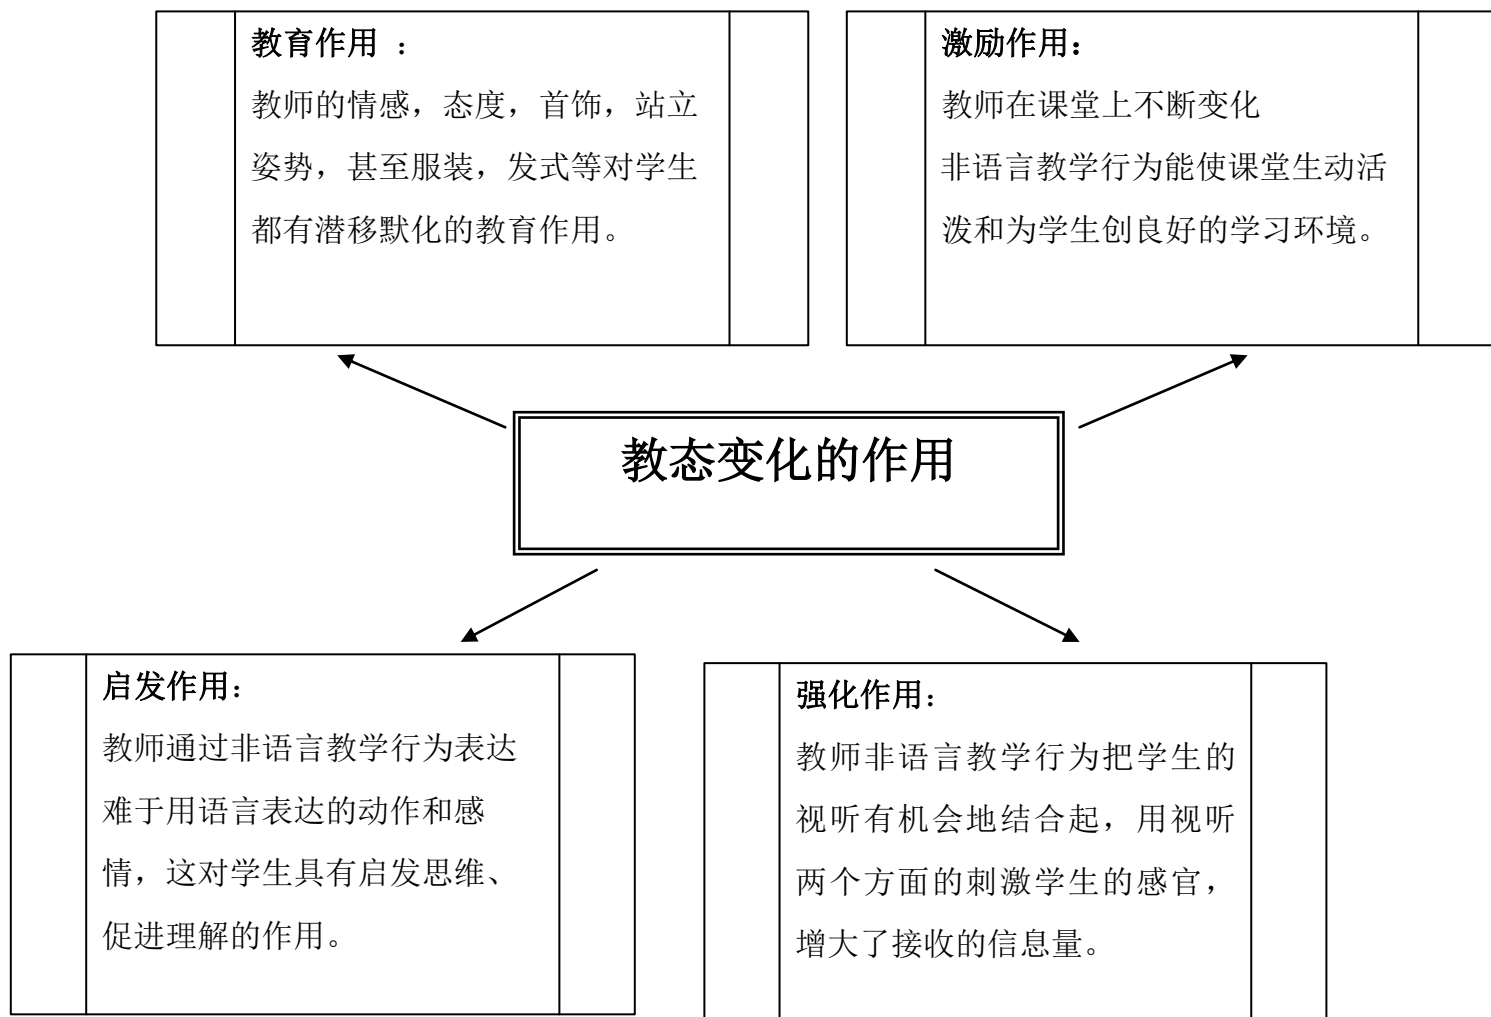 教育作用 ：
教师的情感，态度，首饰，站立
姿势，甚至服装，发式等对学生
都有潜移默化的教育作用。
激励作用：
教师在课堂上不断变化
非语言教学行为能使课堂生动活
泼和为学生创良好的学习环境。
教态变化的作用
启发作用：
教师通过非语言教学行为表达
难于用语言表达的动作和感
情，这对学生具有启发思维、
促进理解的作用。
强化作用：
教师非语言教学行为把学生的
视听有机会地结合起，用视听
两个方面的刺激学生的感官，
增大了接收的信息量。